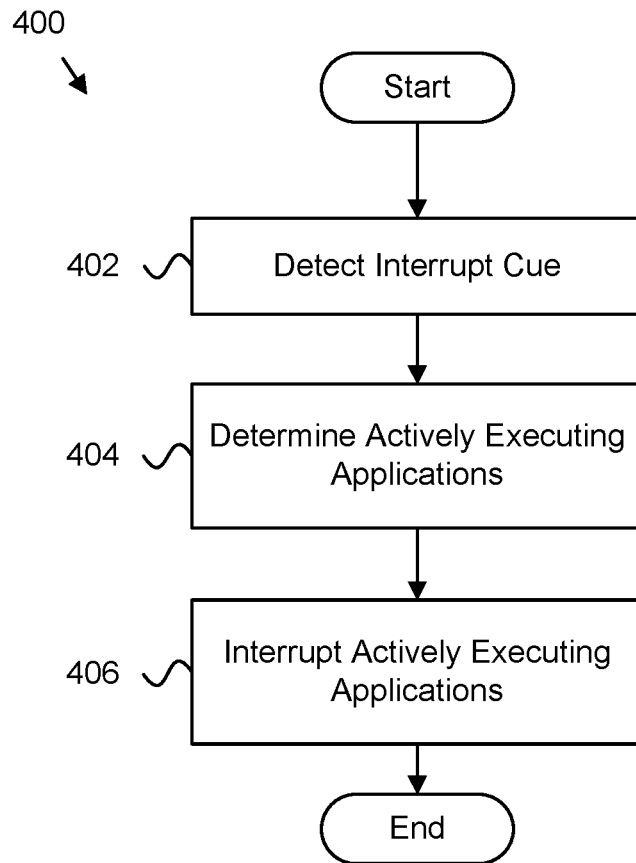 400
Start
402
Detect Interrupt Cue
404
Determine Actively Executing
Applications
406
Interrupt Actively Executing
Applications
End